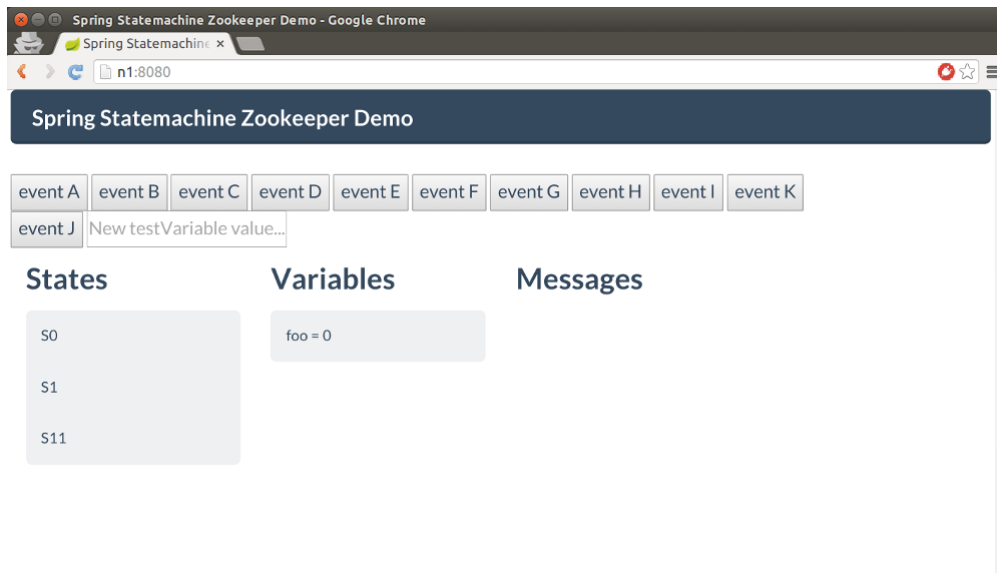 Spring Statemachine Zookeeper Demo - Google Chrome
Spring Statemachine ×
n1:8080
Spring Statemachine Zookeeper Demo
event A event B event C event D event E event F event G event H event I event K
event J New testVariable value...
States Variables Messages
S0 foo = 0
S1
S11